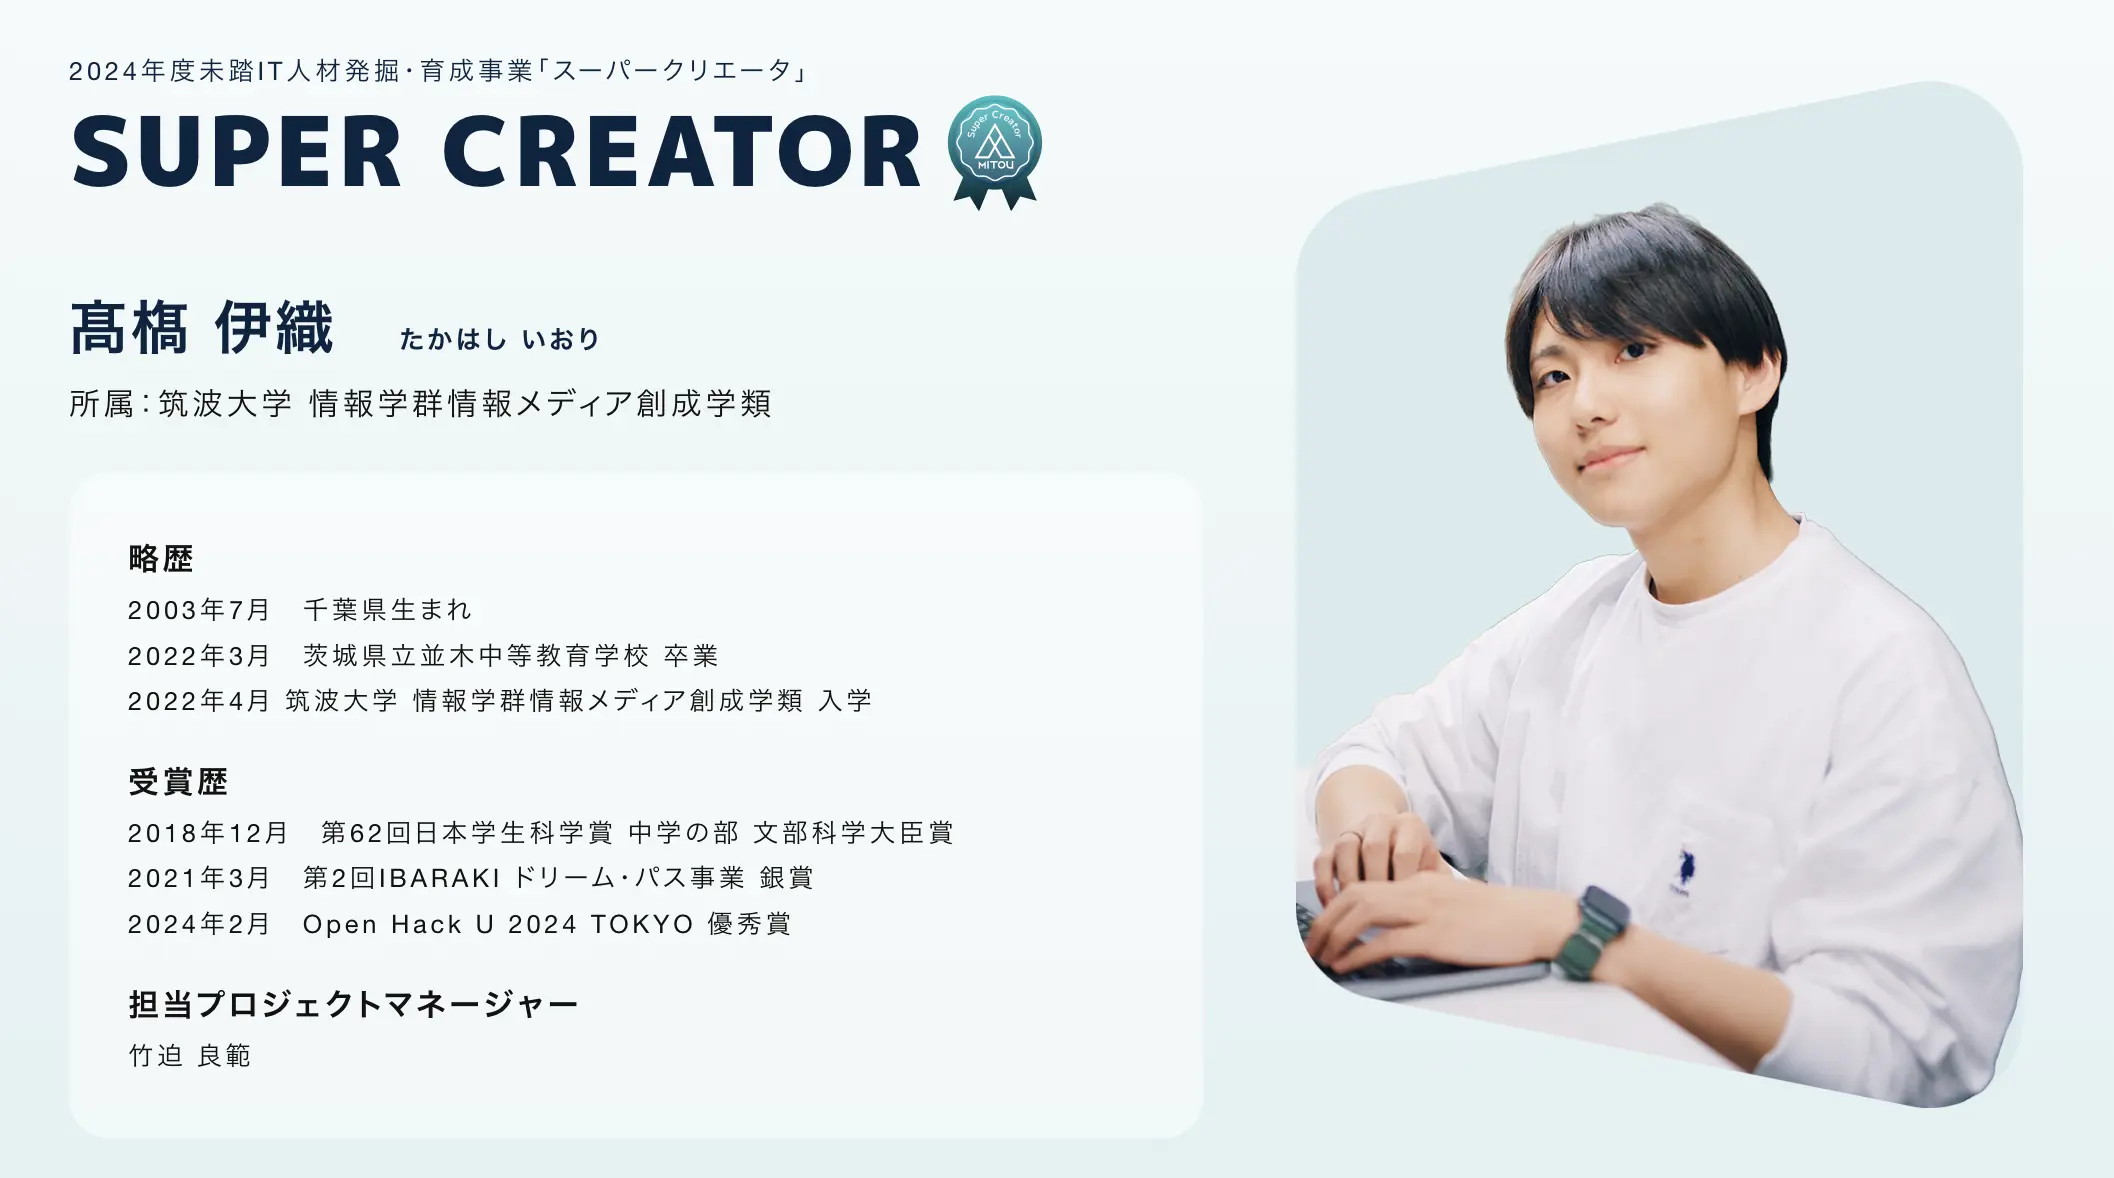 2024年度未踏IT人材発掘・育成事業「スーパークリエータ」
SUPER CREATOR
Super Creator
MITOU
髙槗 伊織 たかはし いおり
所属：筑波大学 情報学群情報メディア創成学類
略歴
2003年7月　千葉県生まれ
2022年3月　茨城県立並木中等教育学校 卒業
2022年4月 筑波大学 情報学群情報メディア創成学類 入学
受賞歴
2018年12月　第62回日本学生科学賞 中学の部 文部科学大臣賞
2021年3月　第2回IBARAKI ドリーム・パス事業 銀賞
2024年2月　Open Hack U 2024 TOKYO 優秀賞
担当プロジェクトマネージャー
竹迫 良範